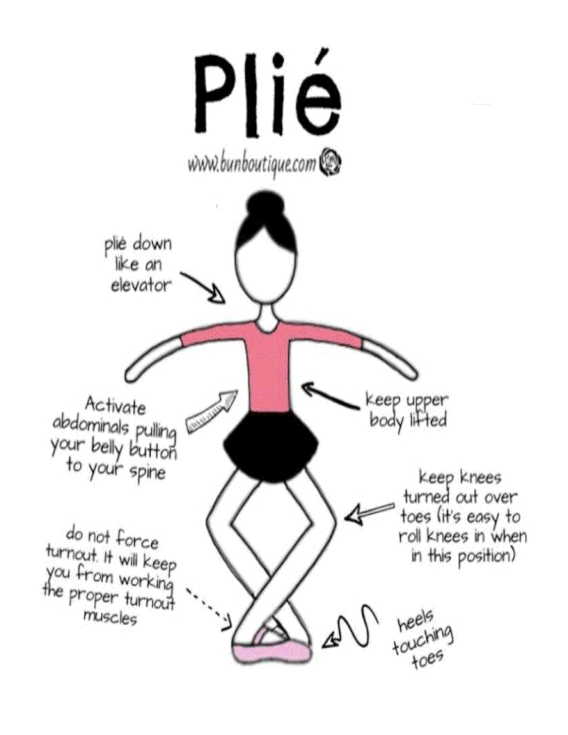 Plié
www.bunboutique.com
plié down
like an
elevator
Activate
abdominals pulling
your belly button
to your spine
keep upper
body lifted
keep knees
turned out over
toes (it's easy to
roll knees in when
in this position)
do not force
turnout. It will keep
you from working
the proper turnout
muscles
heels
touching
toes